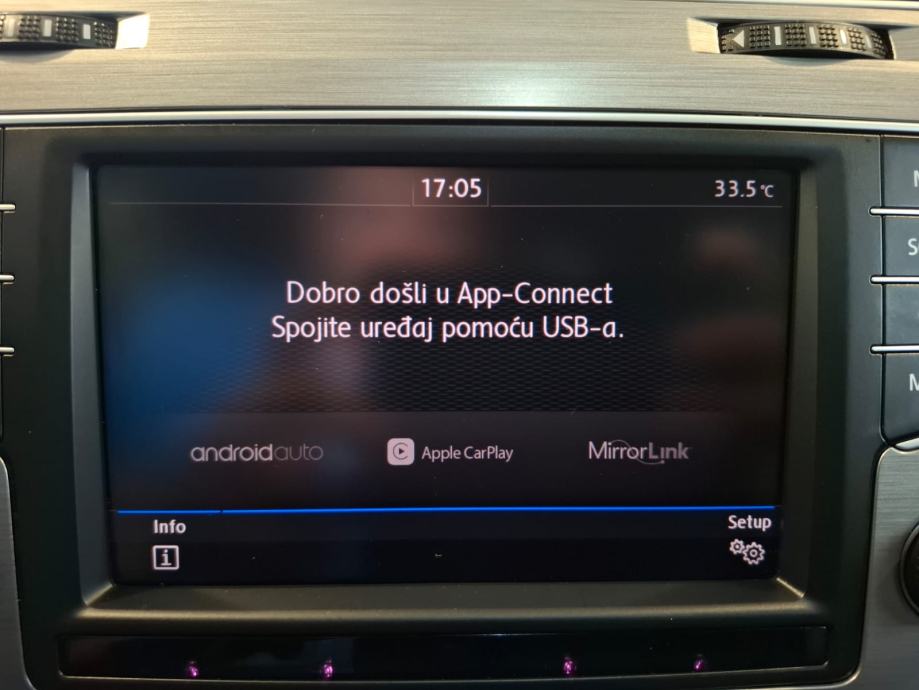 17:05
33.5 °C
Dobro došli u App-Connect
Spojite uređaj pomoću USB-a.
androidauto
Apple CarPlay
MirrorLink
Info
Setup
i